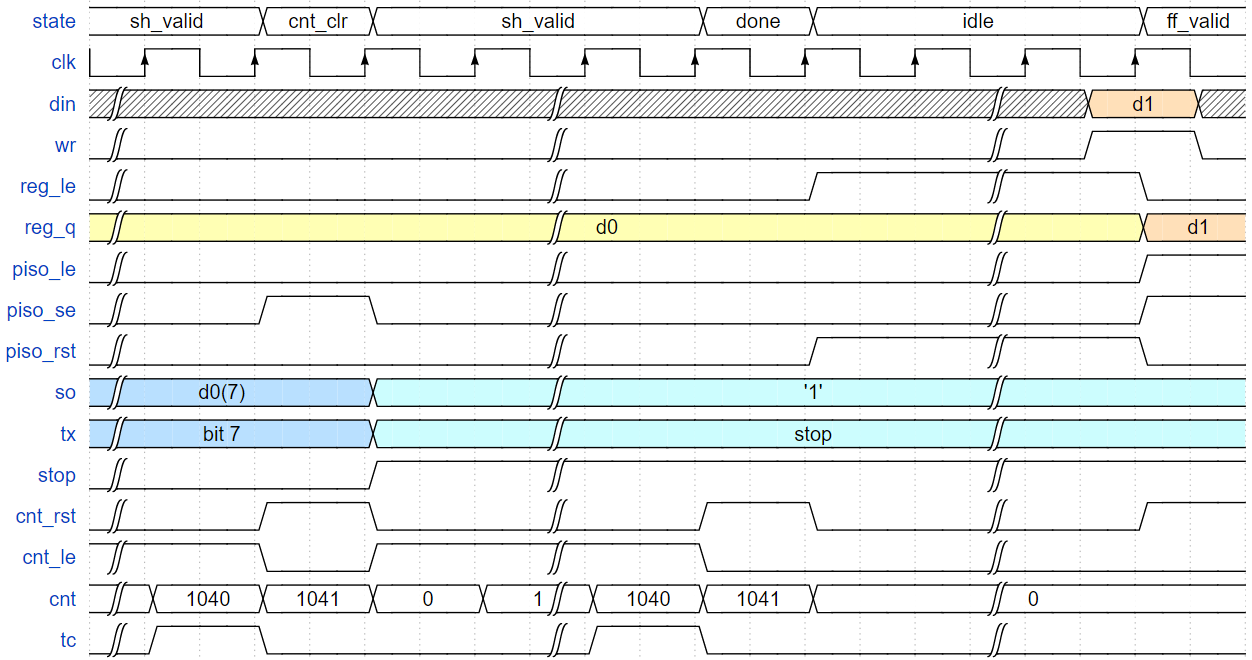 state sh_valid cnt_clr sh_valid done idle ff_valid
clk
din d1
wr
reg_le
reg_q d0 d1
piso_le
piso_se
piso_rst
so d0(7) '1'
tx bit 7 stop
stop
cnt_rst
cnt_le
cnt 1040 1041 0 1 1040 1041 0
tc